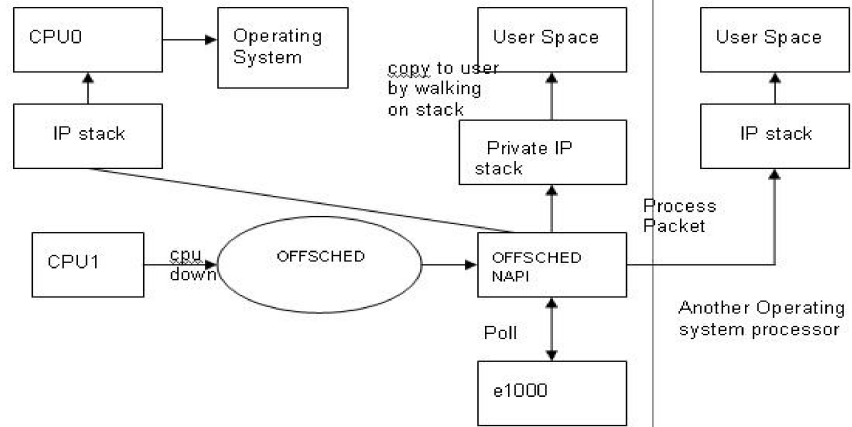 CPU0
Operating
System
User Space
User Space
copy to user
by walking
on stack
IP stack
Private IP
stack
IP stack
Process
Packet
CPU1
cpu
down
OFFSCHED
OFFSCHED
NAPI
Another Operating
system processor
Poll
e1000